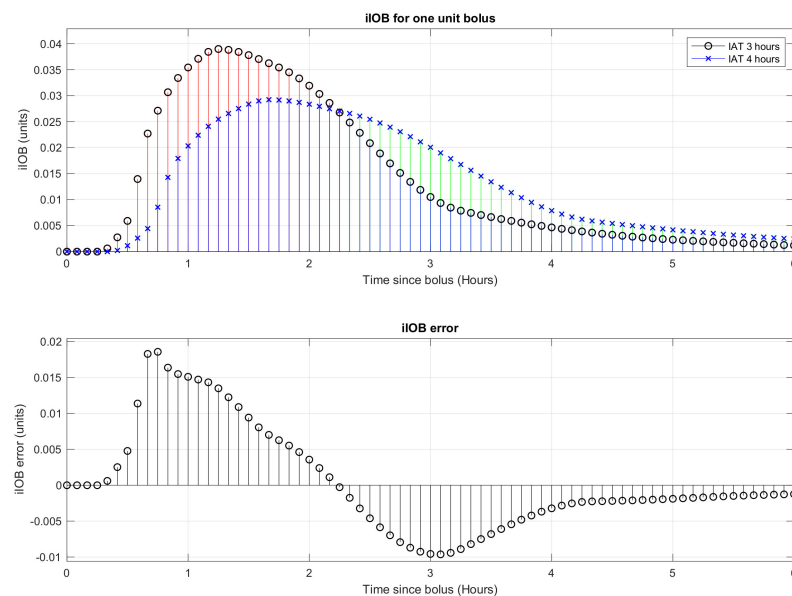 iIOB for one unit bolus
0.04
0.035
0.03
0.025
0.02
0.015
0.01
0.005
0
iIOB (units)
IAT 3 hours
IAT 4 hours
0 1 2 3 4 5 6
Time since bolus (Hours)
iIOB error
0.02
0.015
0.01
0.005
0
-0.005
-0.01
iIOB error (units)
0 1 2 3 4 5 6
Time since bolus (Hours)